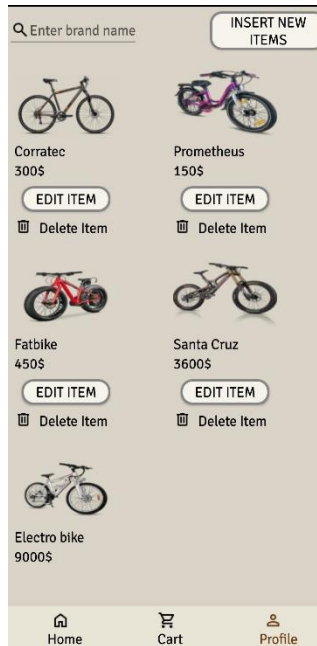 Enter brand name
INSERT NEW
ITEMS
Corratec
300$
EDIT ITEM
Delete Item
Prometheus
150$
EDIT ITEM
Delete Item
Fatbike
450$
EDIT ITEM
Delete Item
Santa Cruz
3600$
EDIT ITEM
Delete Item
Electro bike
9000$
Home
Cart
Profile